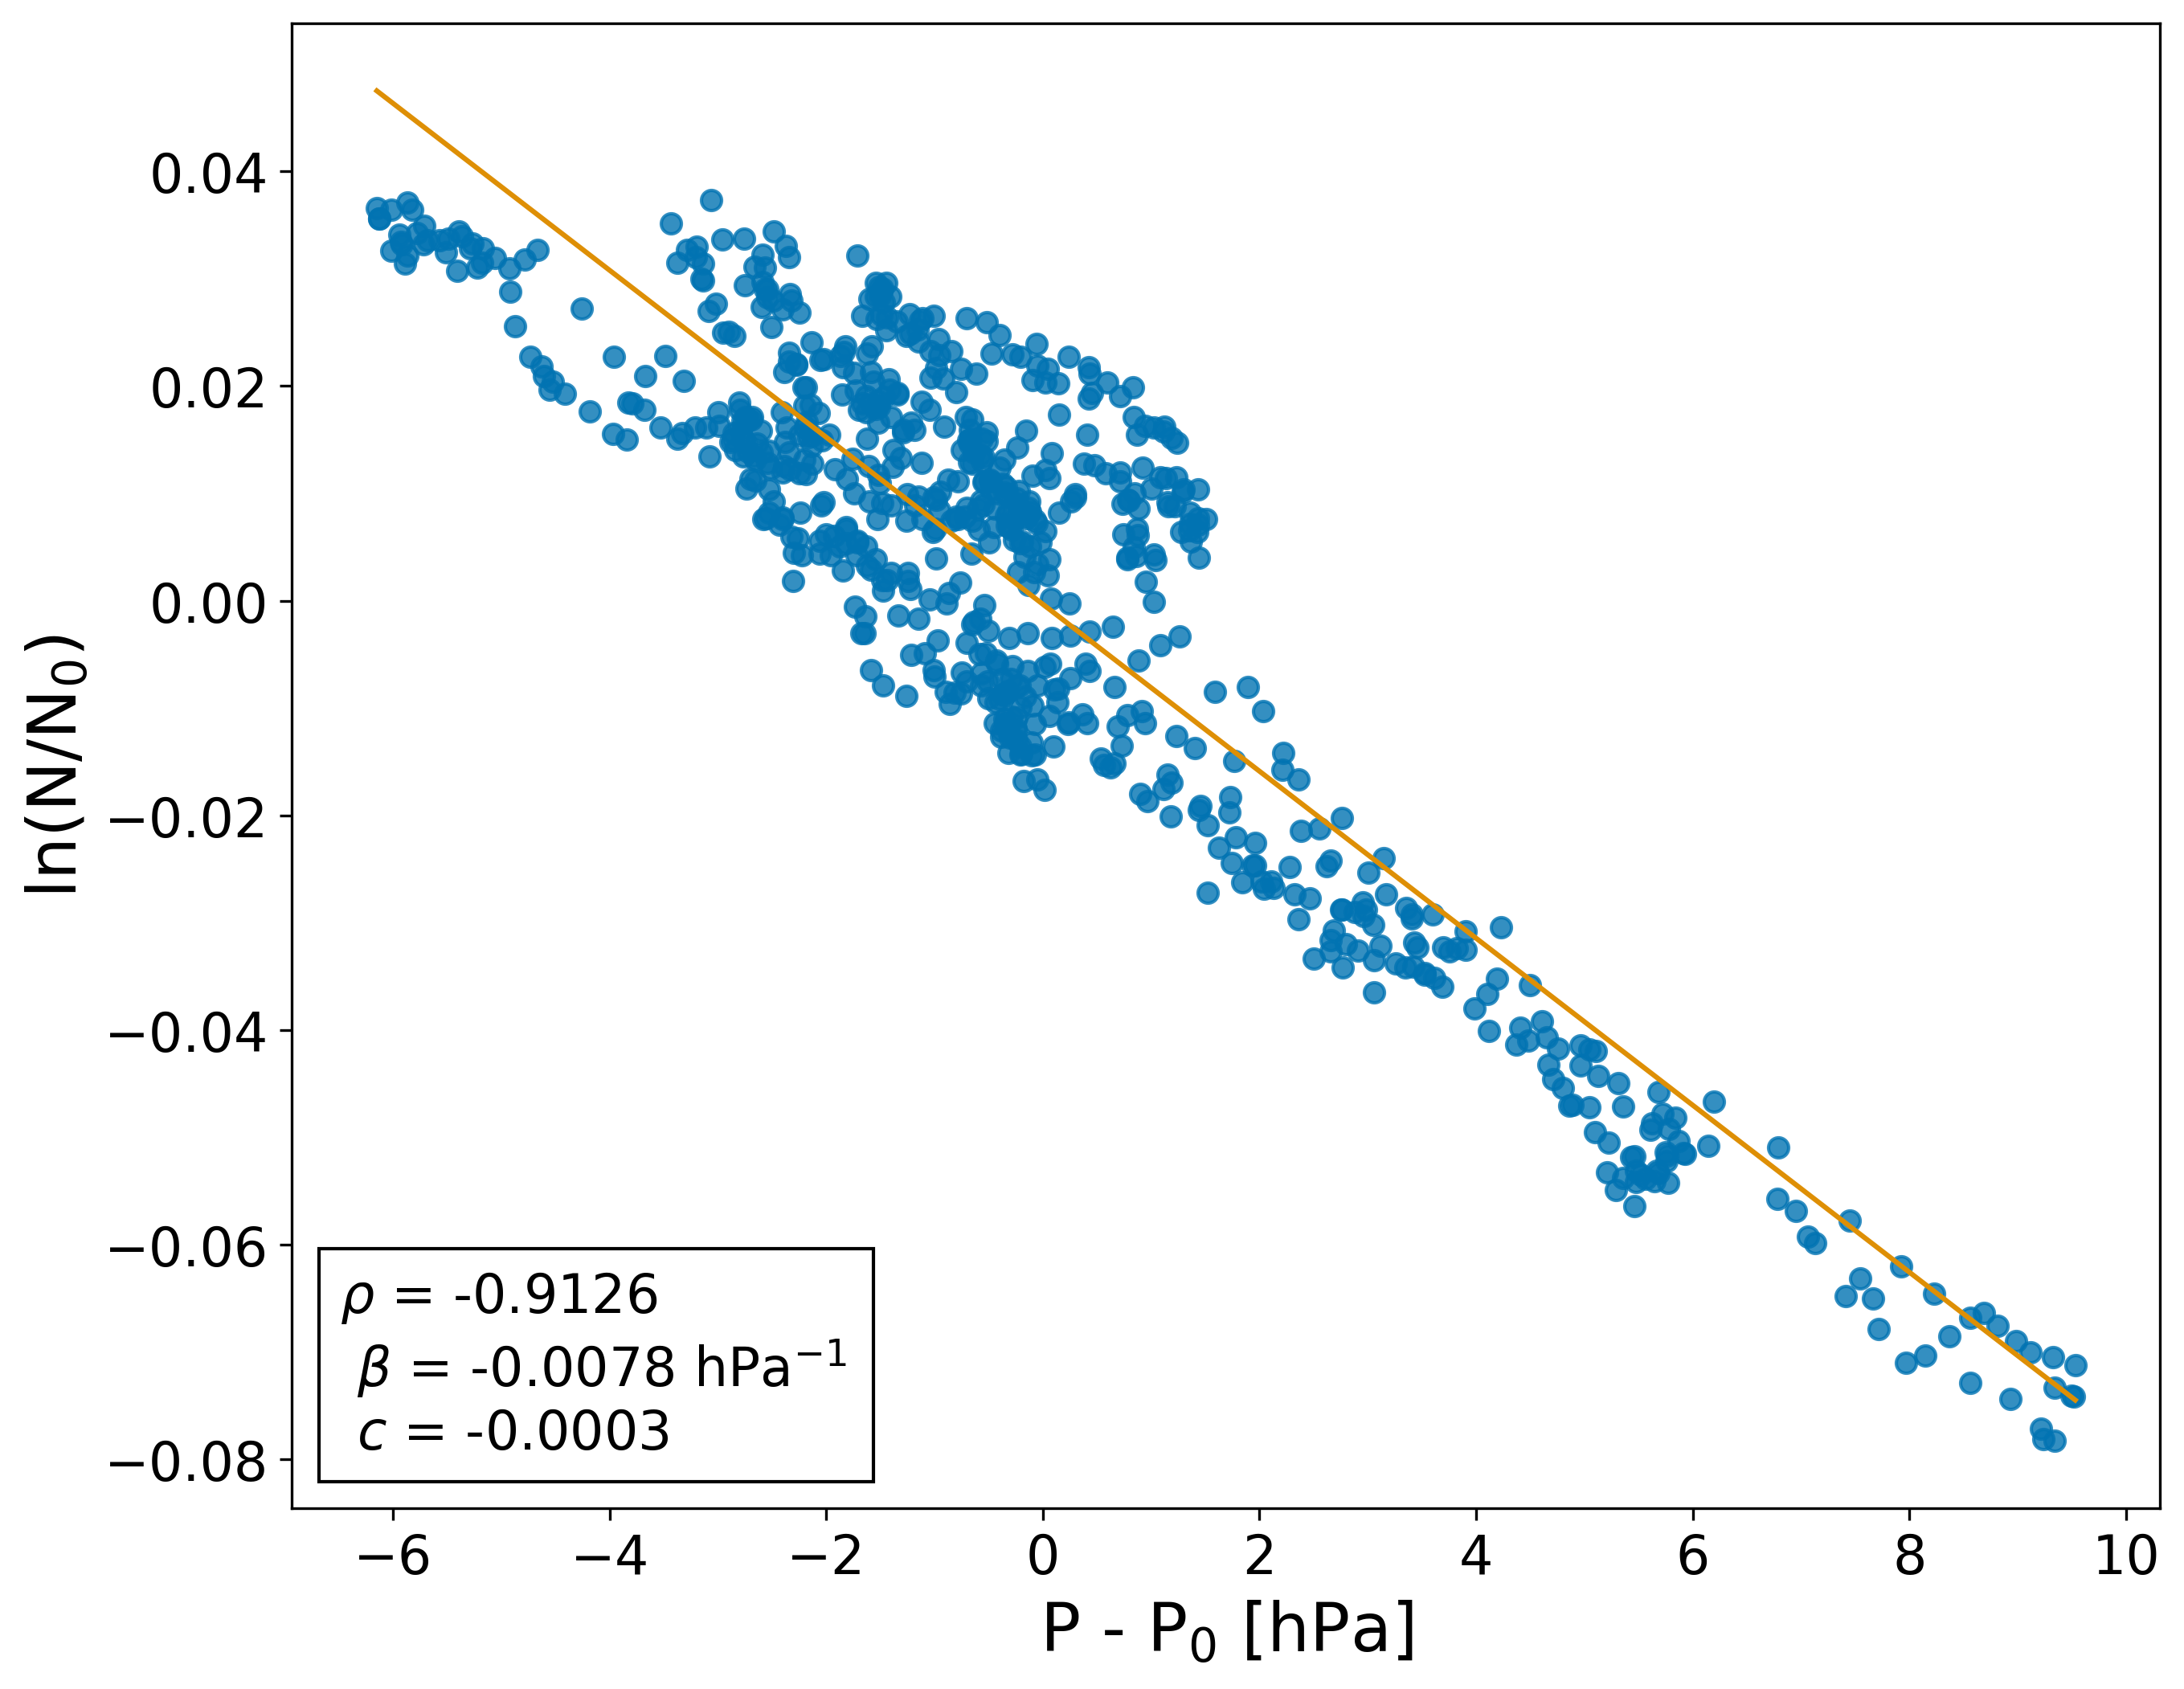 ln(N/N₀)
0.04
0.02
0.00
−0.02
−0.04
−0.06
−0.08
ρ = -0.9126
β = -0.0078 hPa⁻¹
c = -0.0003
−6 −4 −2 0 2 4 6 8 10
P - P₀ [hPa]